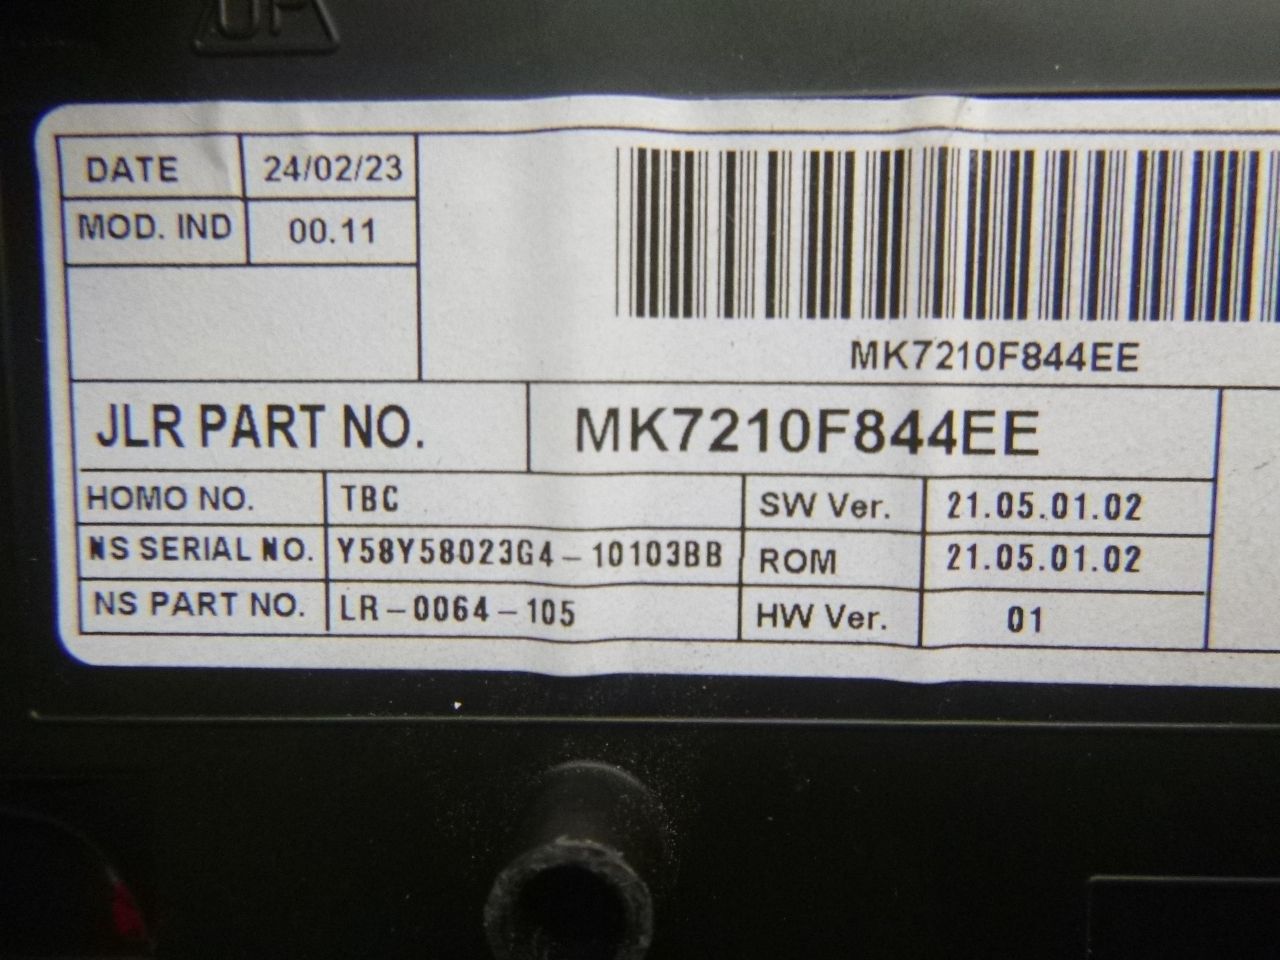 UP
DATE 24/02/23
MOD. IND 00.11
MK7210F844EE
JLR PART NO. MK7210F844EE
HOMO NO. TBC SW Ver. 21.05.01.02
NS SERIAL NO. Y58Y58023G4-10103BB ROM 21.05.01.02
NS PART NO. LR-0064-105 HW Ver. 01